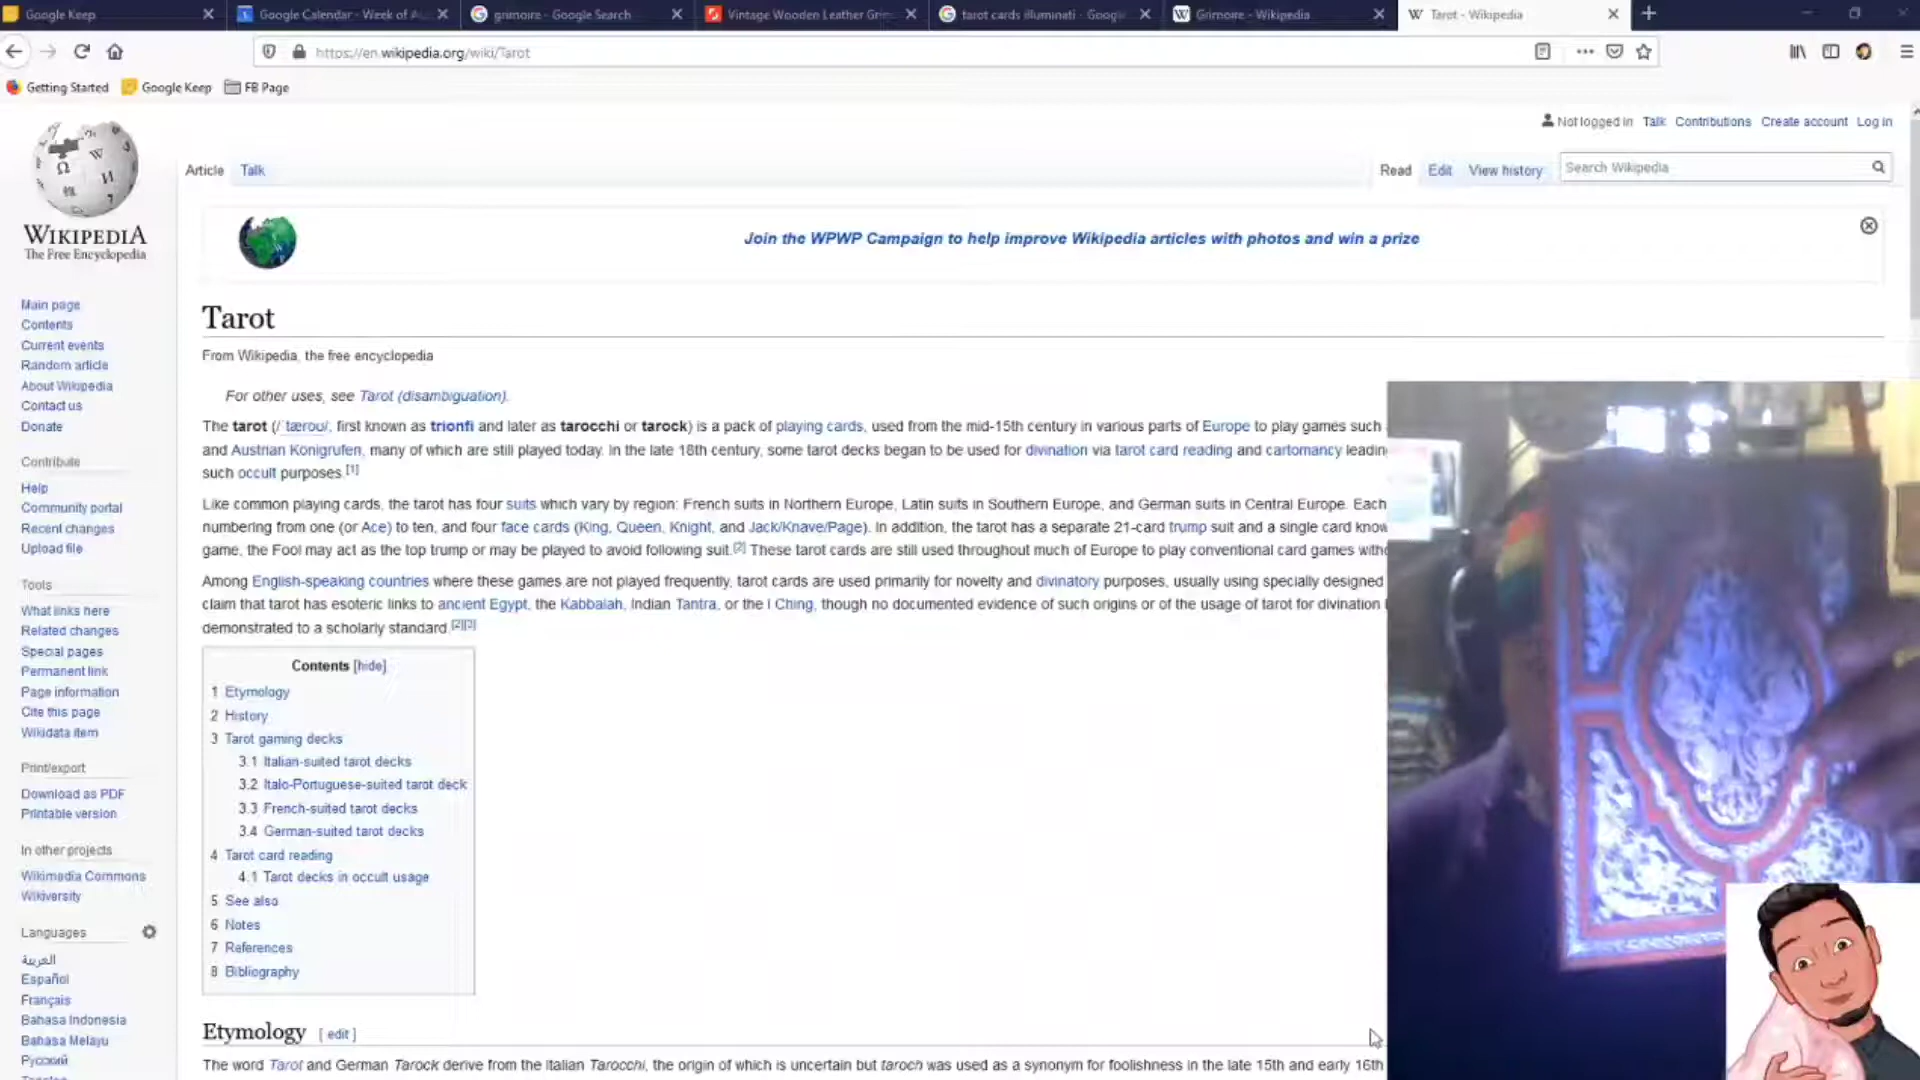 Google Keep
Google Calendar - Week of A
grimoire - Google Search
Vintage Wooden Leather Grim
tarot cards illuminati - Google
Grimoire - Wikipedia
Tarot - Wikipedia
https://en.wikipedia.org/wiki/Tarot
Getting Started
Google Keep
FB Page
Not logged in
Talk
Contributions
Create account
Log in
Article
Talk
Read
Edit
View history
Search Wikipedia
WIKIPEDIA
The Free Encyclopedia
Join the WPWP Campaign to help improve Wikipedia articles with photos and win a prize
Main page
Contents
Current events
Random article
About Wikipedia
Contact us
Donate
Contribute
Help
Community portal
Recent changes
Upload file
Tools
What links here
Related changes
Special pages
Permanent link
Page information
Cite this page
Wikidata item
Print/export
Download as PDF
Printable version
In other projects
Wikimedia Commons
Wikiversity
Languages
العربية
Español
Français
Bahasa Indonesia
Bahasa Melayu
Русский
Tarot
From Wikipedia, the free encyclopedia
For other uses, see Tarot (disambiguation).
The tarot (/ˈtæroʊ/, first known as trionfi and later as tarocchi or tarock) is a pack of playing cards, used from the mid-15th century in various parts of Europe to play games such
and Austrian Königrufen, many of which are still played today. In the late 18th century, some tarot decks began to be used for divination via tarot card reading and cartomancy leadin
such occult purposes.[1]
Like common playing cards, the tarot has four suits which vary by region: French suits in Northern Europe, Latin suits in Southern Europe, and German suits in Central Europe. Each
numbering from one (or Ace) to ten, and four face cards (King, Queen, Knight, and Jack/Knave/Page). In addition, the tarot has a separate 21-card trump suit and a single card know
game, the Fool may act as the top trump or may be played to avoid following suit.[2] These tarot cards are still used throughout much of Europe to play conventional card games witho
Among English-speaking countries where these games are not played frequently, tarot cards are used primarily for novelty and divinatory purposes, usually using specially designed
claim that tarot has esoteric links to ancient Egypt, the Kabbalah, Indian Tantra, or the I Ching, though no documented evidence of such origins or of the usage of tarot for divination
demonstrated to a scholarly standard.[2][3]
Contents [hide]
1 Etymology
2 History
3 Tarot gaming decks
3.1 Italian-suited tarot decks
3.2 Italo-Portuguese-suited tarot deck
3.3 French-suited tarot decks
3.4 German-suited tarot decks
4 Tarot card reading
4.1 Tarot decks in occult usage
5 See also
6 Notes
7 References
8 Bibliography
Etymology [ edit ]
The word Tarot and German Tarock derive from the Italian Tarocchi, the origin of which is uncertain but taroch was used as a synonym for foolishness in the late 15th and early 16th